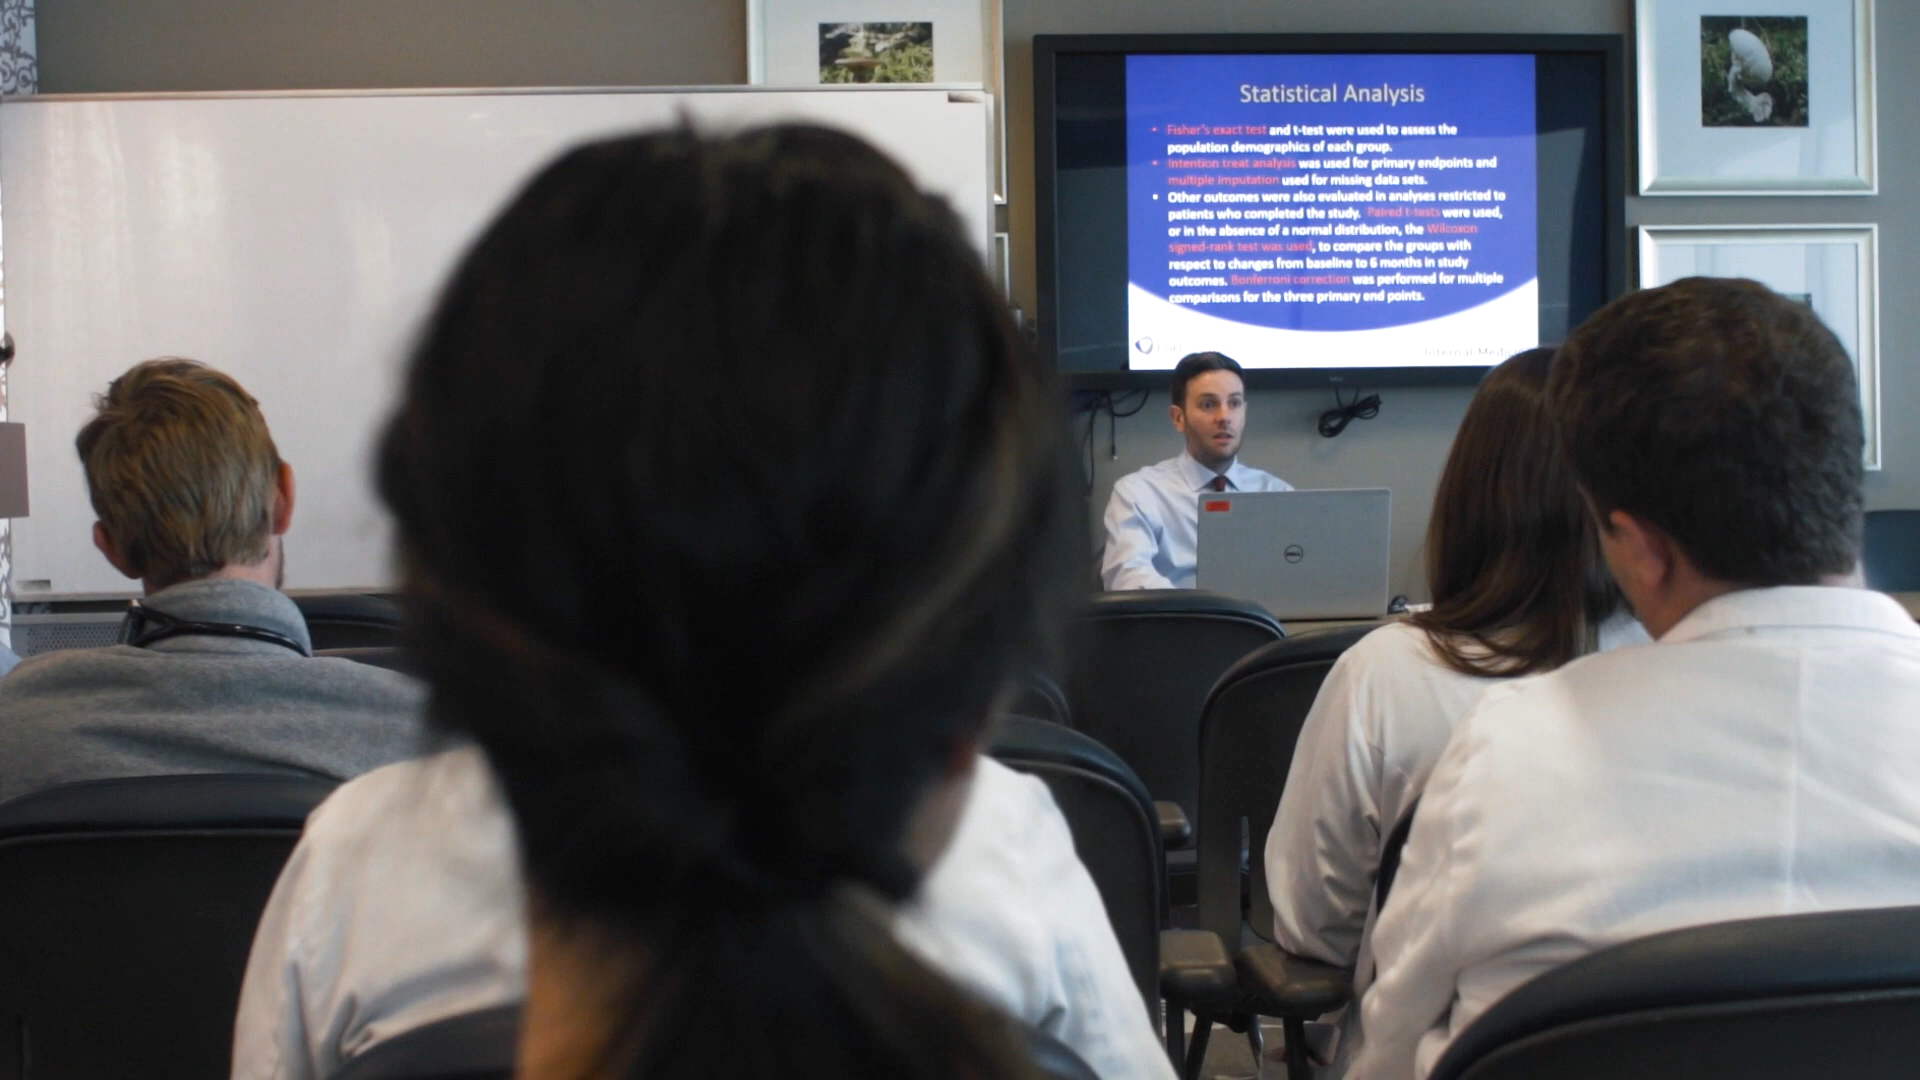 Statistical Analysis
• Fisher's exact test and t-test were used to assess the
population demographics of each group.
• Intention treat analysis was used for primary endpoints and
multiple imputation used for missing data sets.
• Other outcomes were also evaluated in analyses restricted to
patients who completed the study. Paired t-tests were used,
or in the absence of a normal distribution, the Wilcoxon
signed-rank test was used, to compare the groups with
respect to changes from baseline to 6 months in study
outcomes. Bonferroni correction was performed for multiple
comparisons for the three primary end points.
Internal
DELL